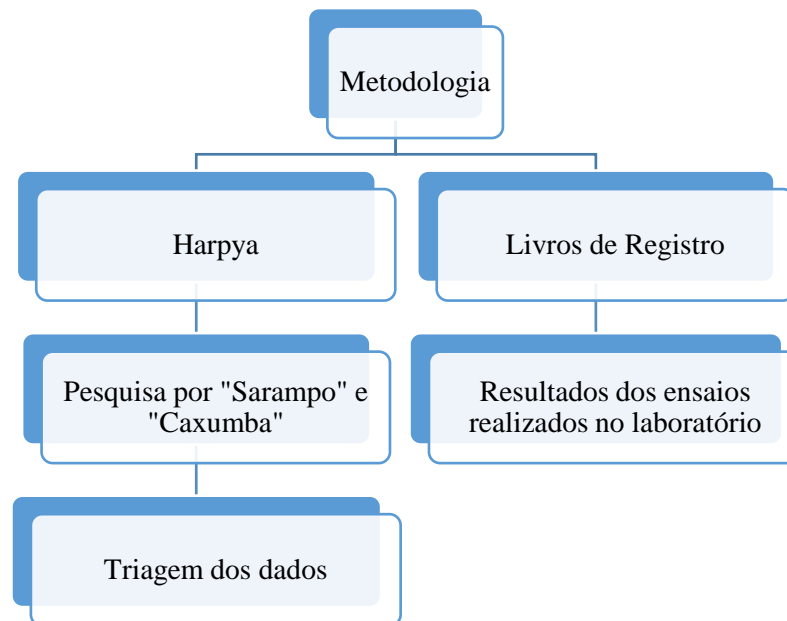 Metodologia
Harpya
Livros de Registro
Pesquisa por "Sarampo" e
"Caxumba"
Resultados dos ensaios
realizados no laboratório
Triagem dos dados